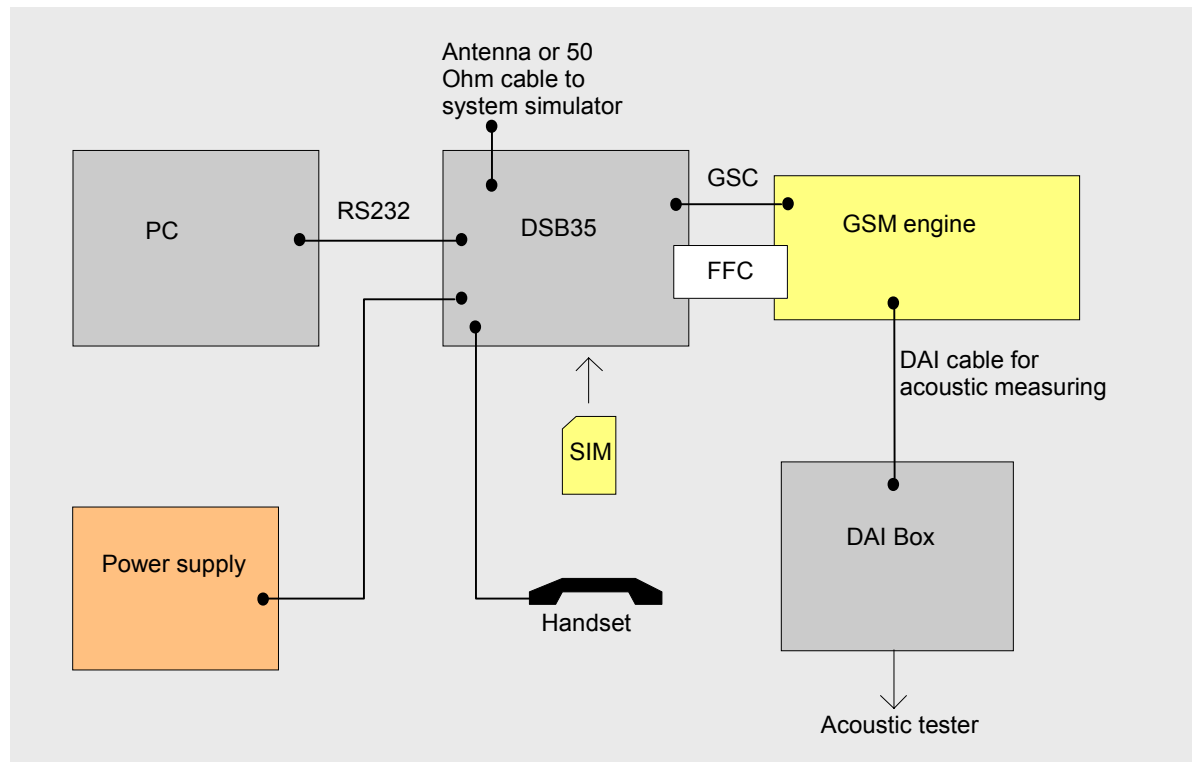 Antenna or 50
Ohm cable to
system simulator
PC
RS232
DSB35
GSC
GSM engine
FFC
DAI cable for
acoustic measuring
SIM
Power supply
Handset
DAI Box
Acoustic tester